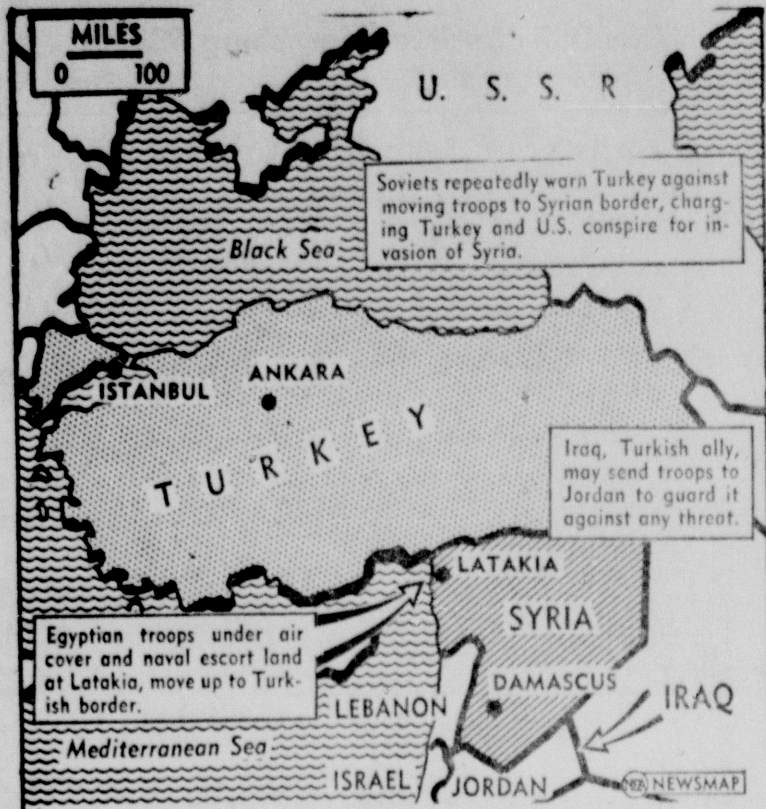 MILES
0 100
U. S. S. R
Soviets repeatedly warn Turkey against
moving troops to Syrian border, charg-
ing Turkey and U.S. conspire for in-
vasion of Syria.
Black Sea
ISTANBUL
ANKARA
TURKEY
Iraq, Turkish ally,
may send troops to
Jordan to guard it
against any threat.
LATAKIA
SYRIA
Egyptian troops under air
cover and naval escort land
at Latakia, move up to Turk-
ish border.
DAMASCUS
LEBANON
IRAQ
Mediterranean Sea
ISRAEL
JORDAN
NEA NEWSMAP